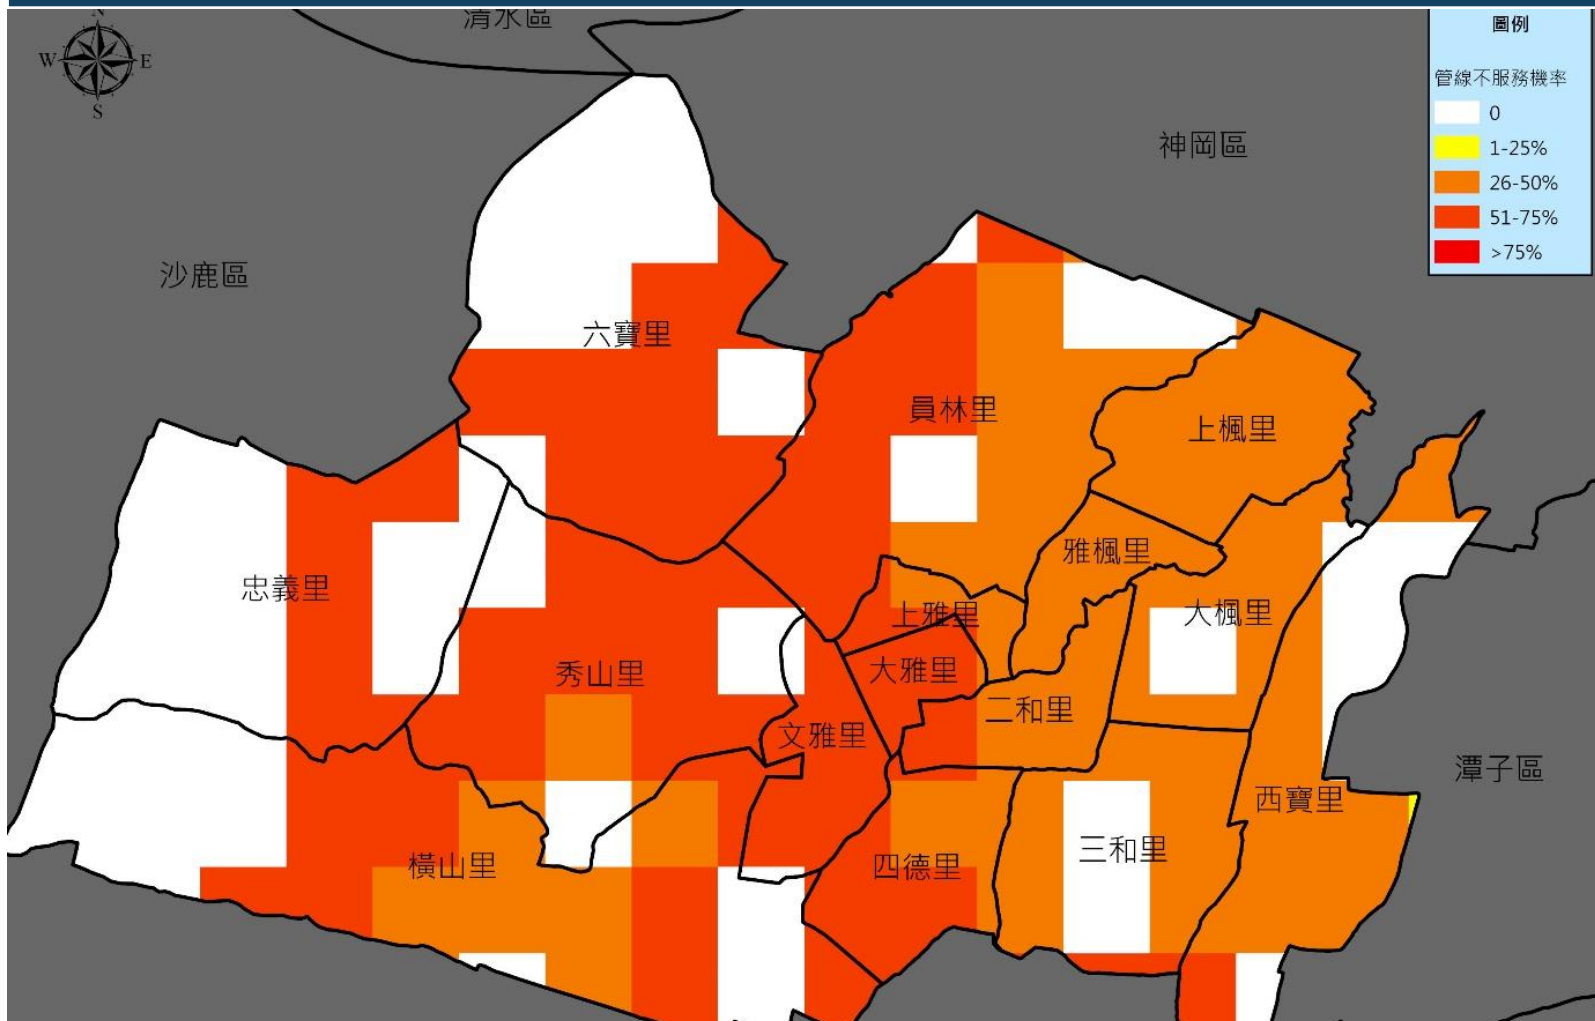 清水區
N
W
E
S
神岡區
沙鹿區
圖例
管線不服務機率
0
1-25%
26-50%
51-75%
>75%
六寶里
員林里
上楓里
雅楓里
忠義里
上雅里
大楓里
秀山里
大雅里
二和里
文雅里
潭子區
西寶里
三和里
橫山里
四德里